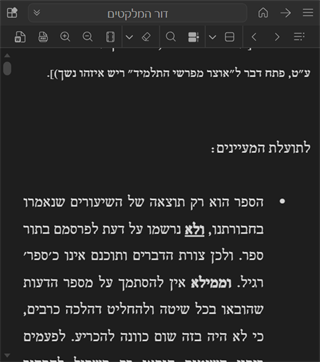 דור המלקטים
ע״ט, פתח דבר ל״אוצר מפרשי התלמיד״ ריש איזהו נשך)].
לתועלת המעיינים:
• הספר הוא רק תוצאה של השיעורים שנאמרו
בחבורתנו, ולא נרשמו על דעת לפרסמם בתור
ספר. ולכן צורת הדברים ותוכנם אינו כ׳ספר׳
רגיל. וממילא אין להסתמך על מספר הדעות
שהובאו בכל שיטה ולהחליט דהלכה כרבים,
כי לא היה בזה שום כוונה להכריע. לפעמים